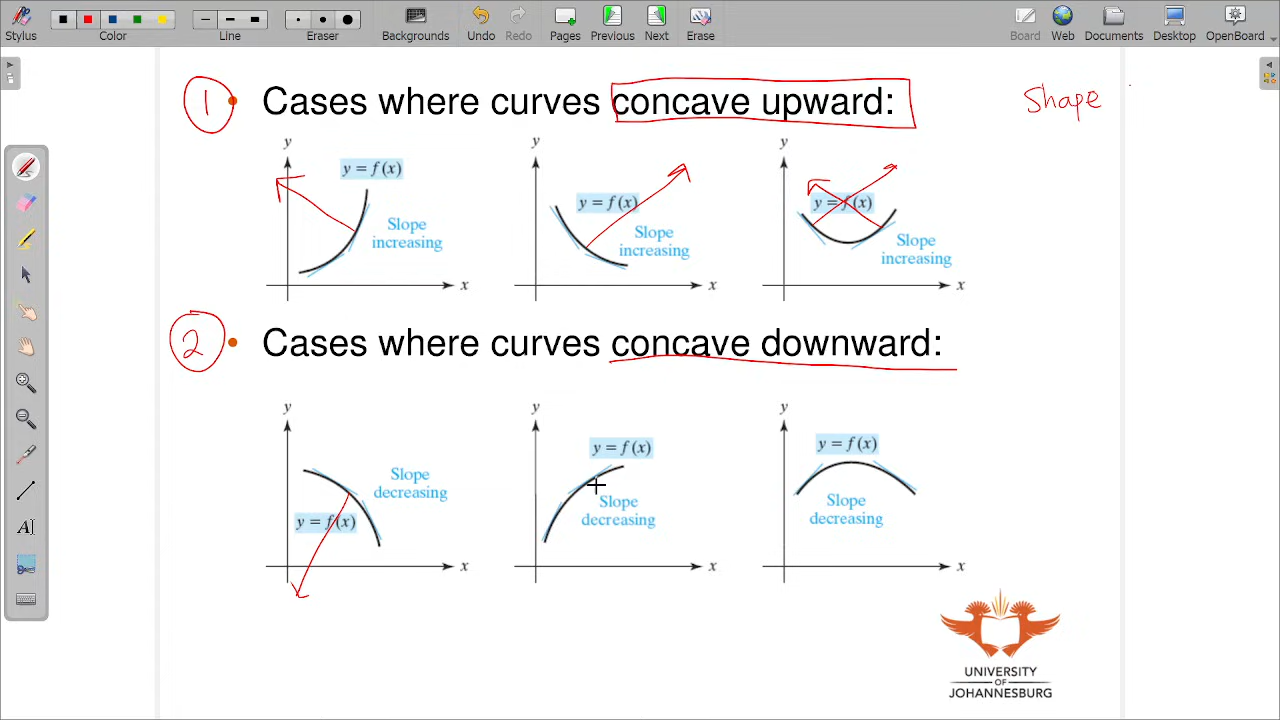 Stylus
Color
Line
Eraser
Backgrounds
Undo
Redo
Pages
Previous
Next
Erase
Board
Web
Documents
Desktop
OpenBoard
1 • Cases where curves concave upward:
Shape
y
y = f(x)
Slope
increasing
x
y
y = f(x)
Slope
increasing
x
y
y = f(x)
Slope
increasing
x
2 • Cases where curves concave downward:
y
Slope
decreasing
y = f(x)
x
y
y = f(x)
Slope
decreasing
x
y
y = f(x)
Slope
decreasing
x
UNIVERSITY
OF
JOHANNESBURG